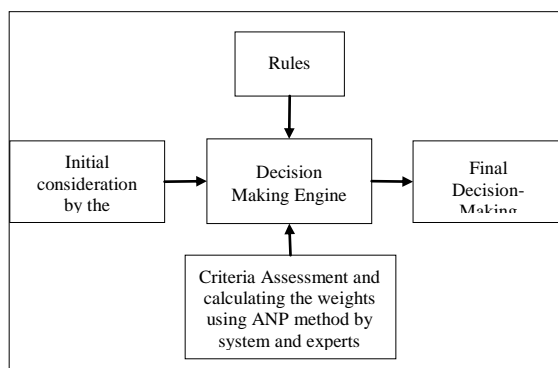 Rules
Initial
consideration
by the
Decision
Making Engine
Final
Decision-
Making
Criteria Assessment and
calculating the weights
using ANP method by
system and experts